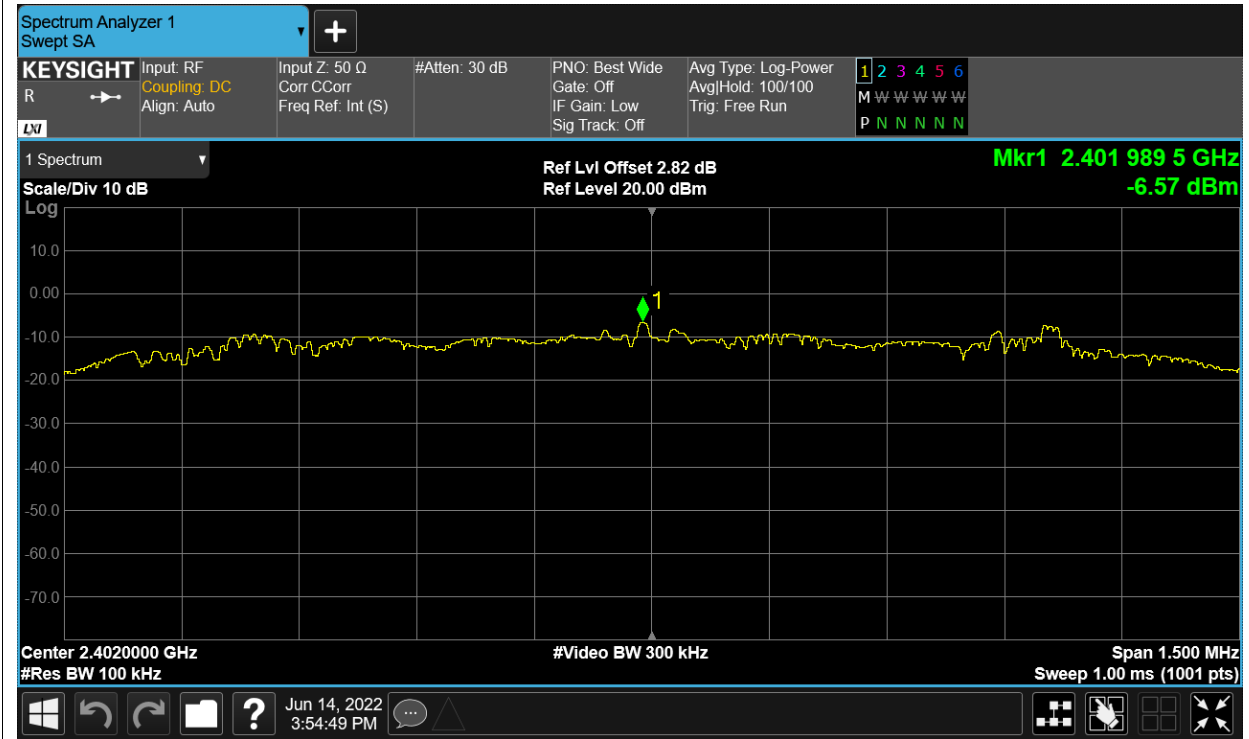 Spectrum Analyzer 1
Swept SA
KEYSIGHT
R
LXI
Input: RF
Coupling: DC
Align: Auto
Input Z: 50 Ω
Corr CCorr
Freq Ref: Int (S)
#Atten: 30 dB
PNO: Best Wide
Gate: Off
IF Gain: Low
Sig Track: Off
Avg Type: Log-Power
Avg|Hold: 100/100
Trig: Free Run
1 2 3 4 5 6
M W W W W W
P N N N N N
1 Spectrum
Scale/Div 10 dB
Log
Ref Lvl Offset 2.82 dB
Ref Level 20.00 dBm
Mkr1 2.401 989 5 GHz
-6.57 dBm
10.0
0.00
1
-10.0
-20.0
-30.0
-40.0
-50.0
-60.0
-70.0
Center 2.4020000 GHz
#Video BW 300 kHz
Span 1.500 MHz
#Res BW 100 kHz
Sweep 1.00 ms (1001 pts)
?
Jun 14, 2022
3:54:49 PM